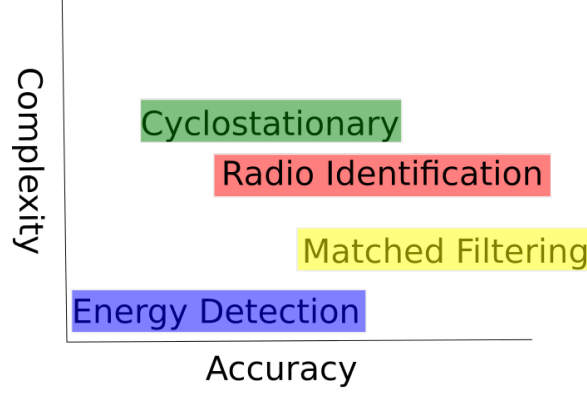 Complexity
Cyclostationary
Radio Identification
Matched Filtering
Energy Detection
Accuracy